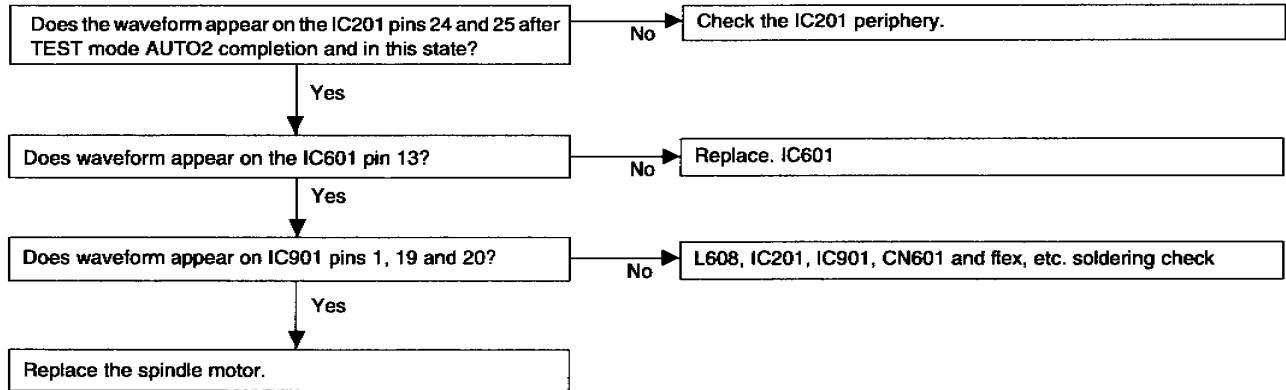 Does the waveform appear on the IC201 pins 24 and 25 after
TEST mode AUTO2 completion and in this state?
No
Check the IC201 periphery.
Yes
Does waveform appear on the IC601 pin 13?
No
Replace. IC601
Yes
Does waveform appear on IC901 pins 1, 19 and 20?
No
L608, IC201, IC901, CN601 and flex, etc. soldering check
Yes
Replace the spindle motor.